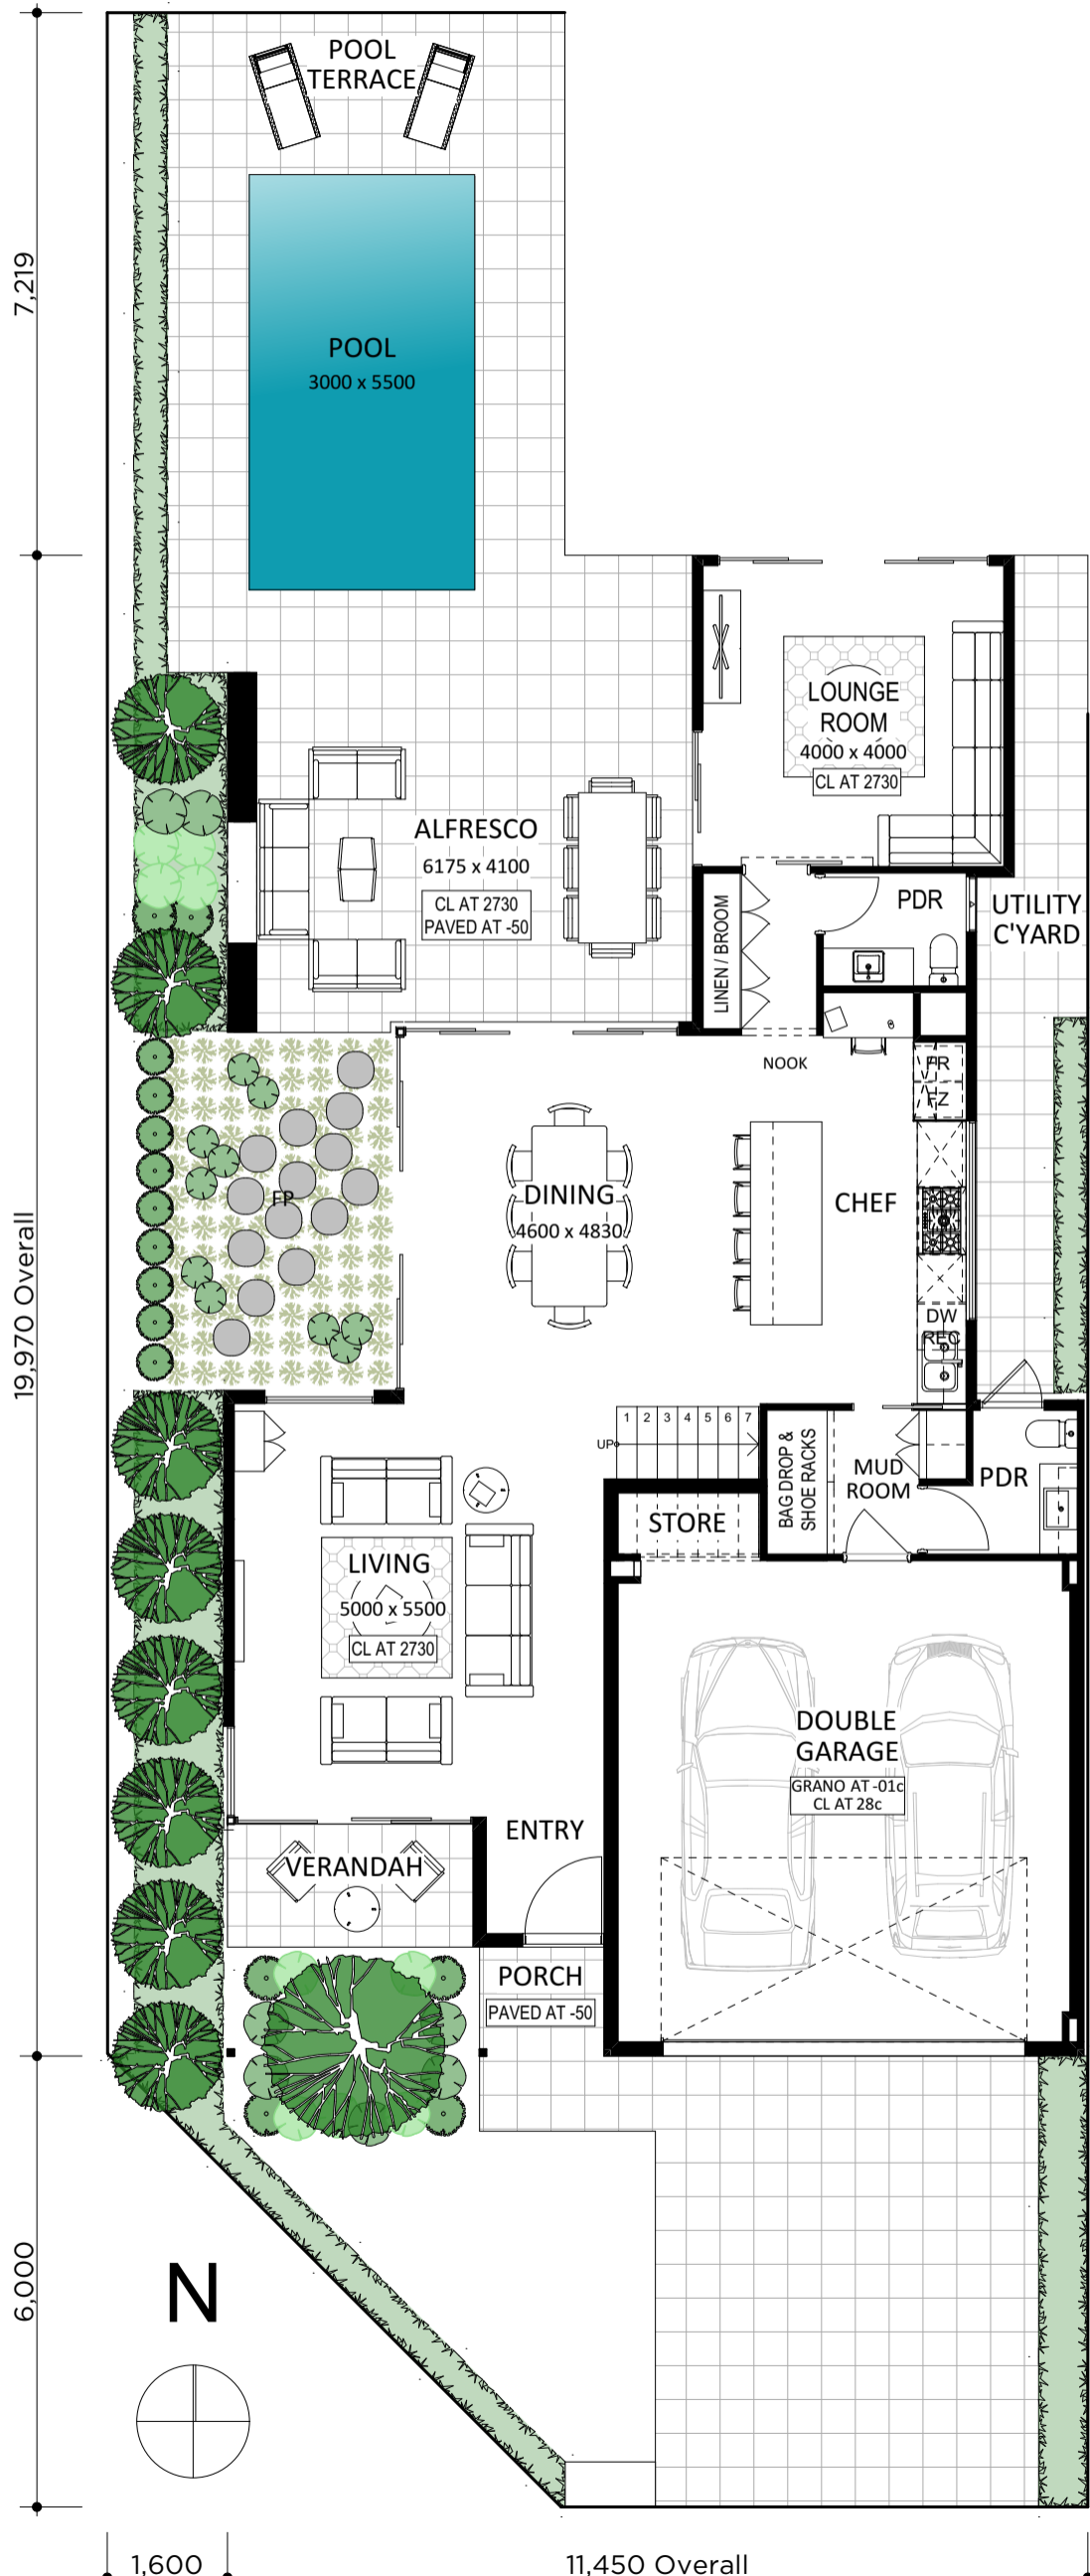 POOL
TERRACE
7,219
POOL
3000 x 5500
LOUNGE
ROOM
4000 x 4000
CL AT 2730
ALFRESCO
6175 x 4100
CL AT 2730
PAVED AT -50
LINEN / BROOM
PDR
UTILITY
C'YARD
NOOK
FR
FZ
DINING
4600 x 4830
CHEF
FP
19,970 Overall
DW
REC
1 2 3 4 5 6 7
UP
BAG DROP &
SHOE RACKS
MUD
ROOM
PDR
STORE
LIVING
5000 x 5500
CL AT 2730
DOUBLE
GARAGE
GRANO AT -01c
CL AT 28c
ENTRY
VERANDAH
PORCH
PAVED AT -50
6,000
N
1,600
11,450 Overall